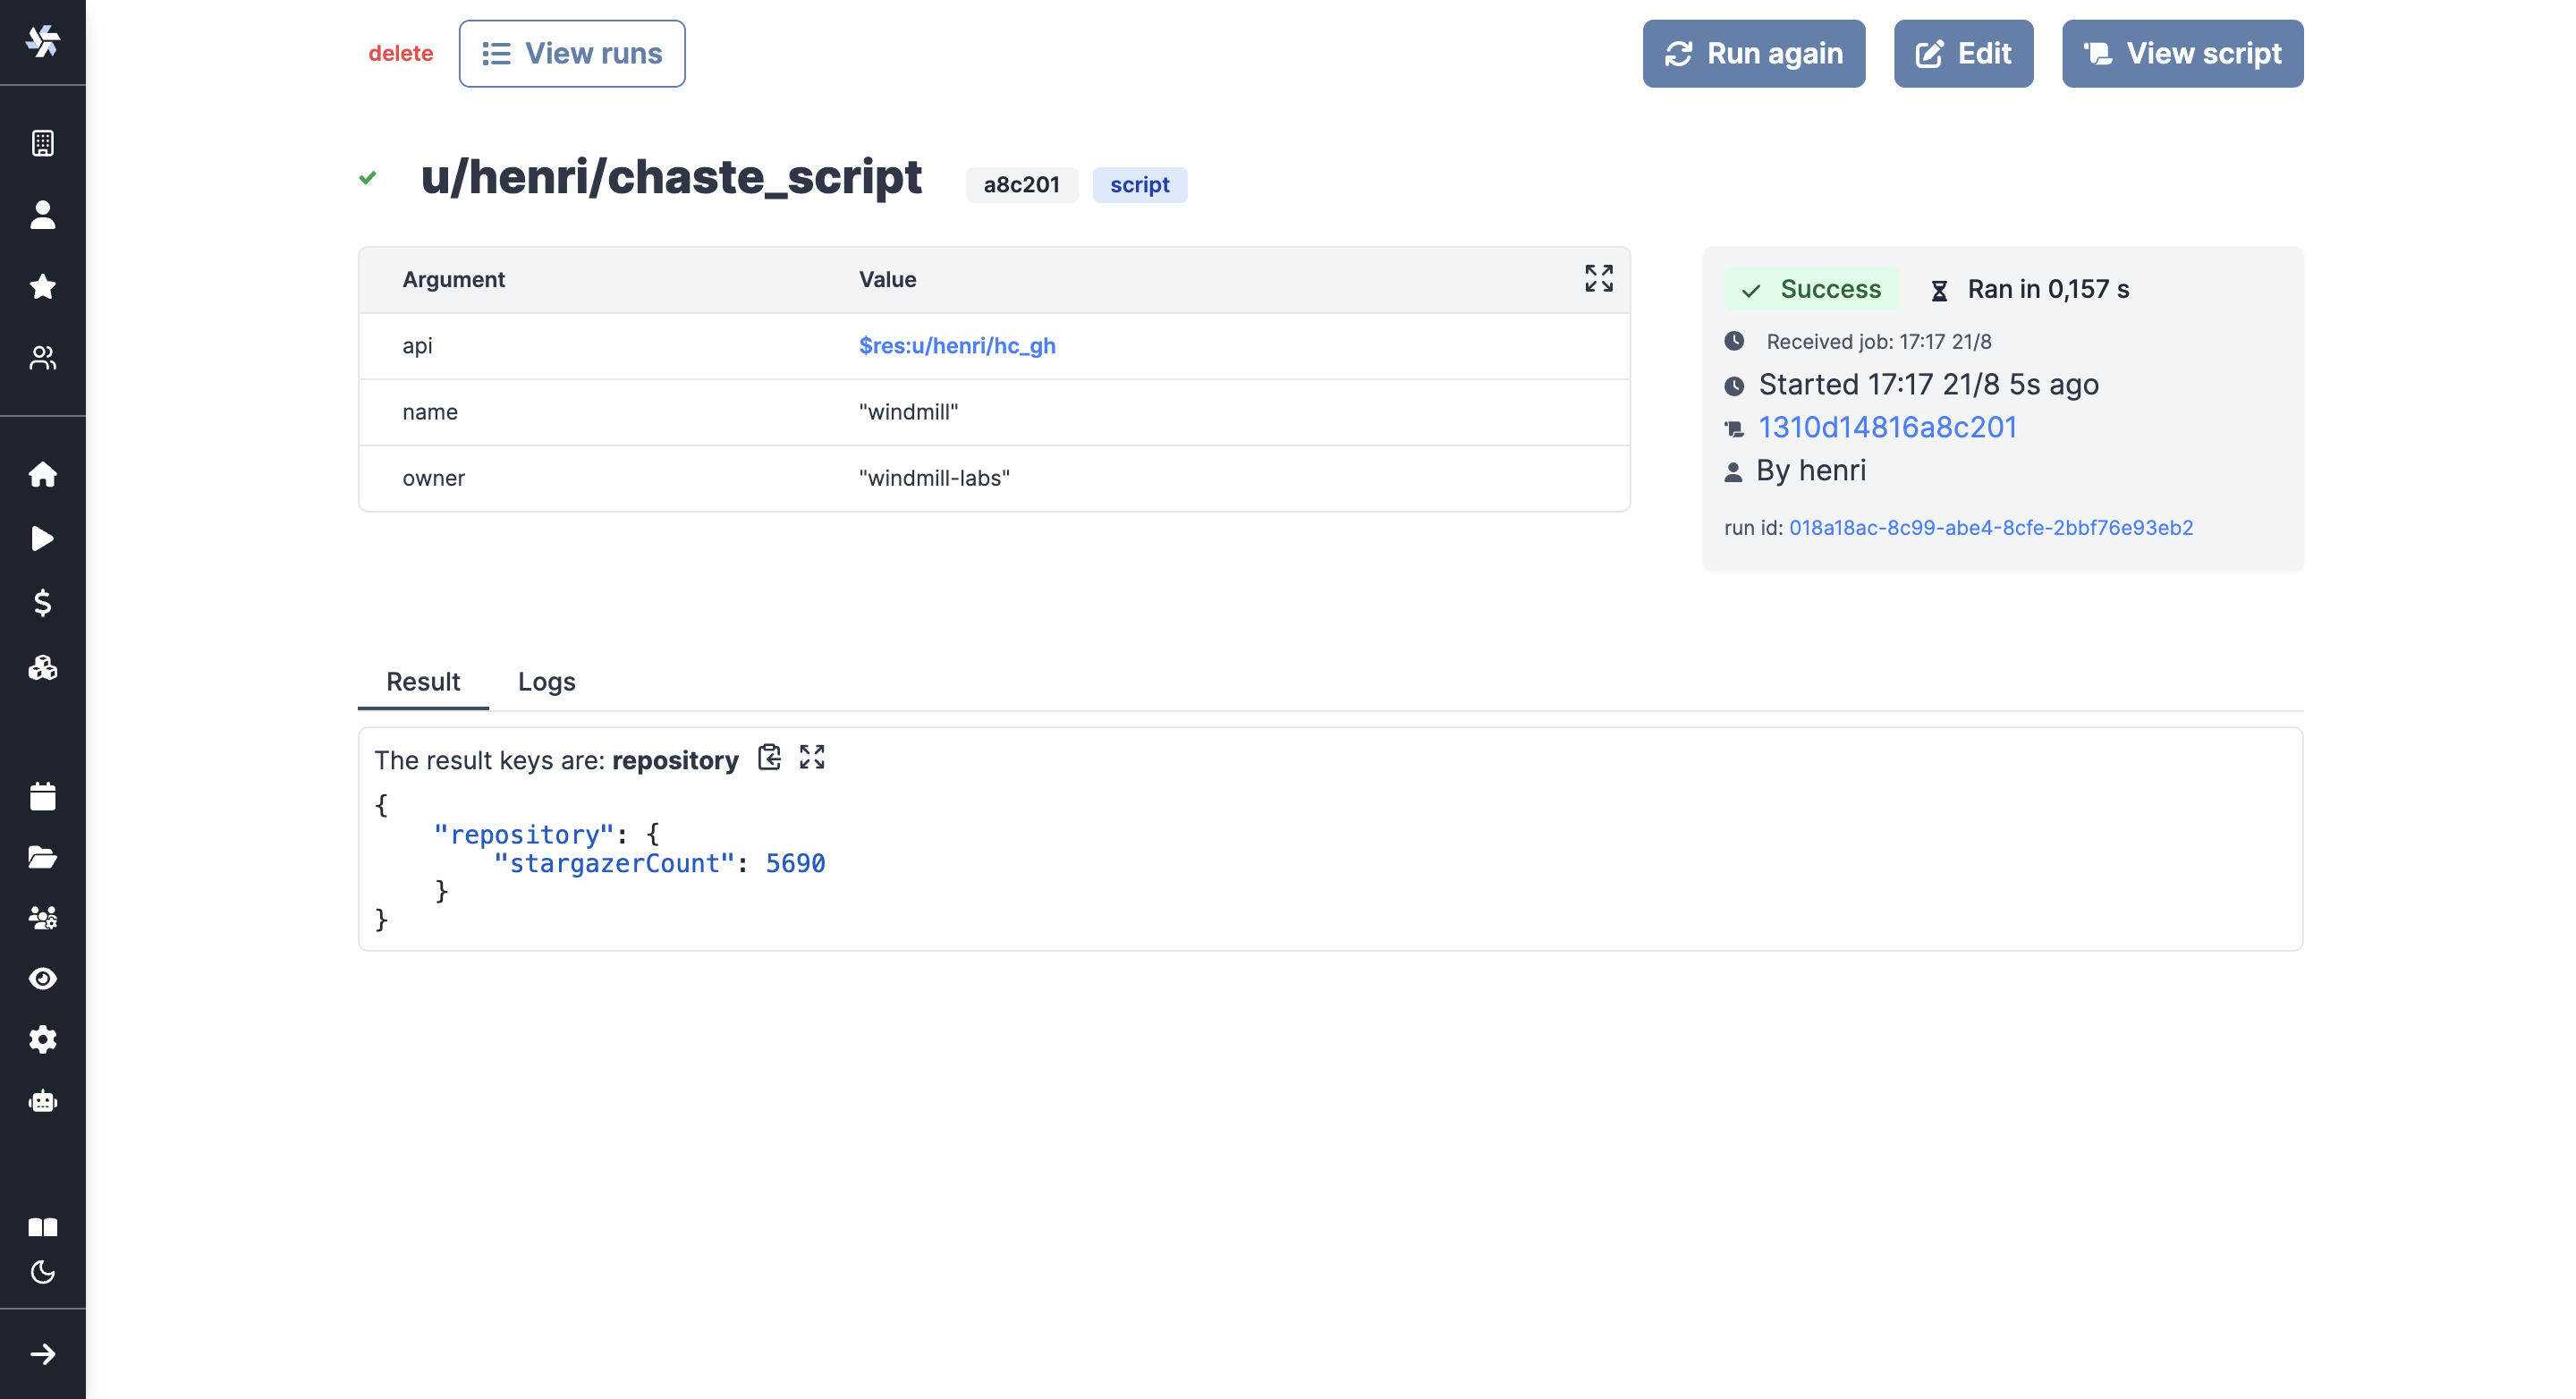 delete
View runs
Run again
Edit
View script
u/henri/chaste_script
a8c201
script
Argument Value
api $res:u/henri/hc_gh
name "windmill"
owner "windmill-labs"
Success
Ran in 0,157 s
Received job: 17:17 21/8
Started 17:17 21/8 5s ago
1310d14816a8c201
By henri
run id: 018a18ac-8c99-abe4-8cfe-2bbf76e93eb2
Result Logs
The result keys are: repository
{
    "repository": {
        "stargazerCount": 5690
    }
}